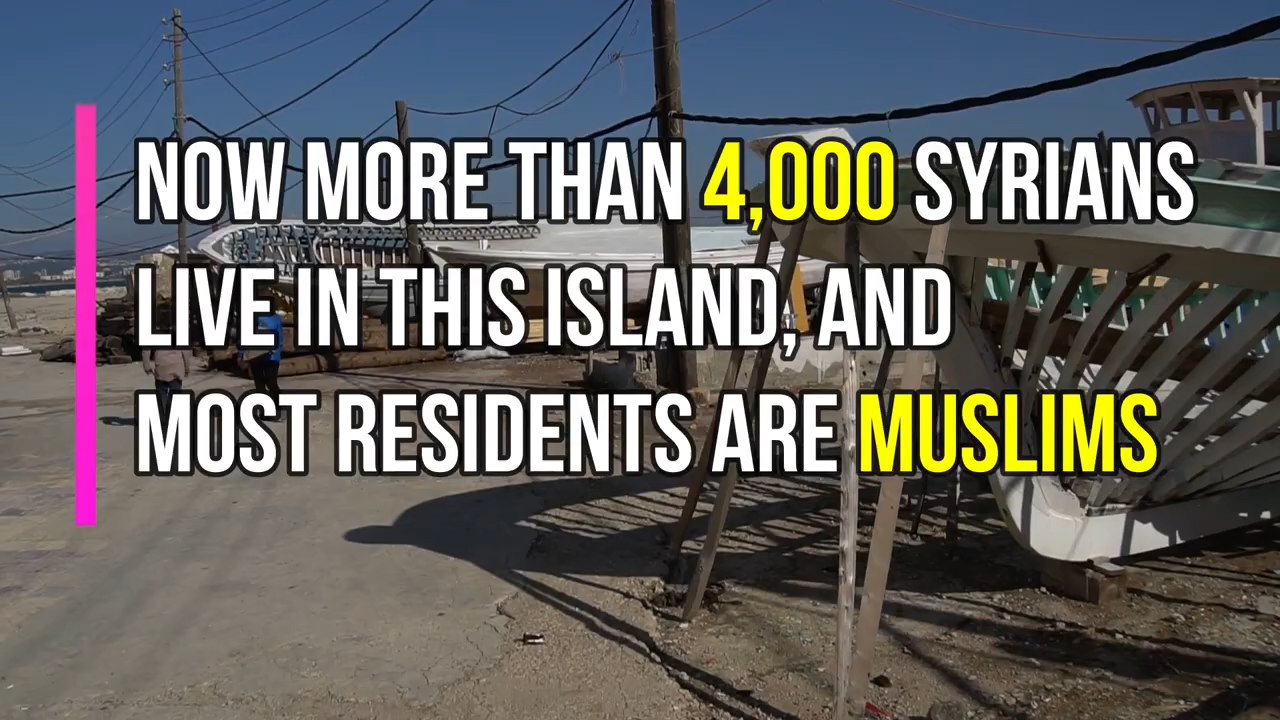 NOW MORE THAN 4,000 SYRIANS
LIVE IN THIS ISLAND, AND
MOST RESIDENTS ARE MUSLIMS